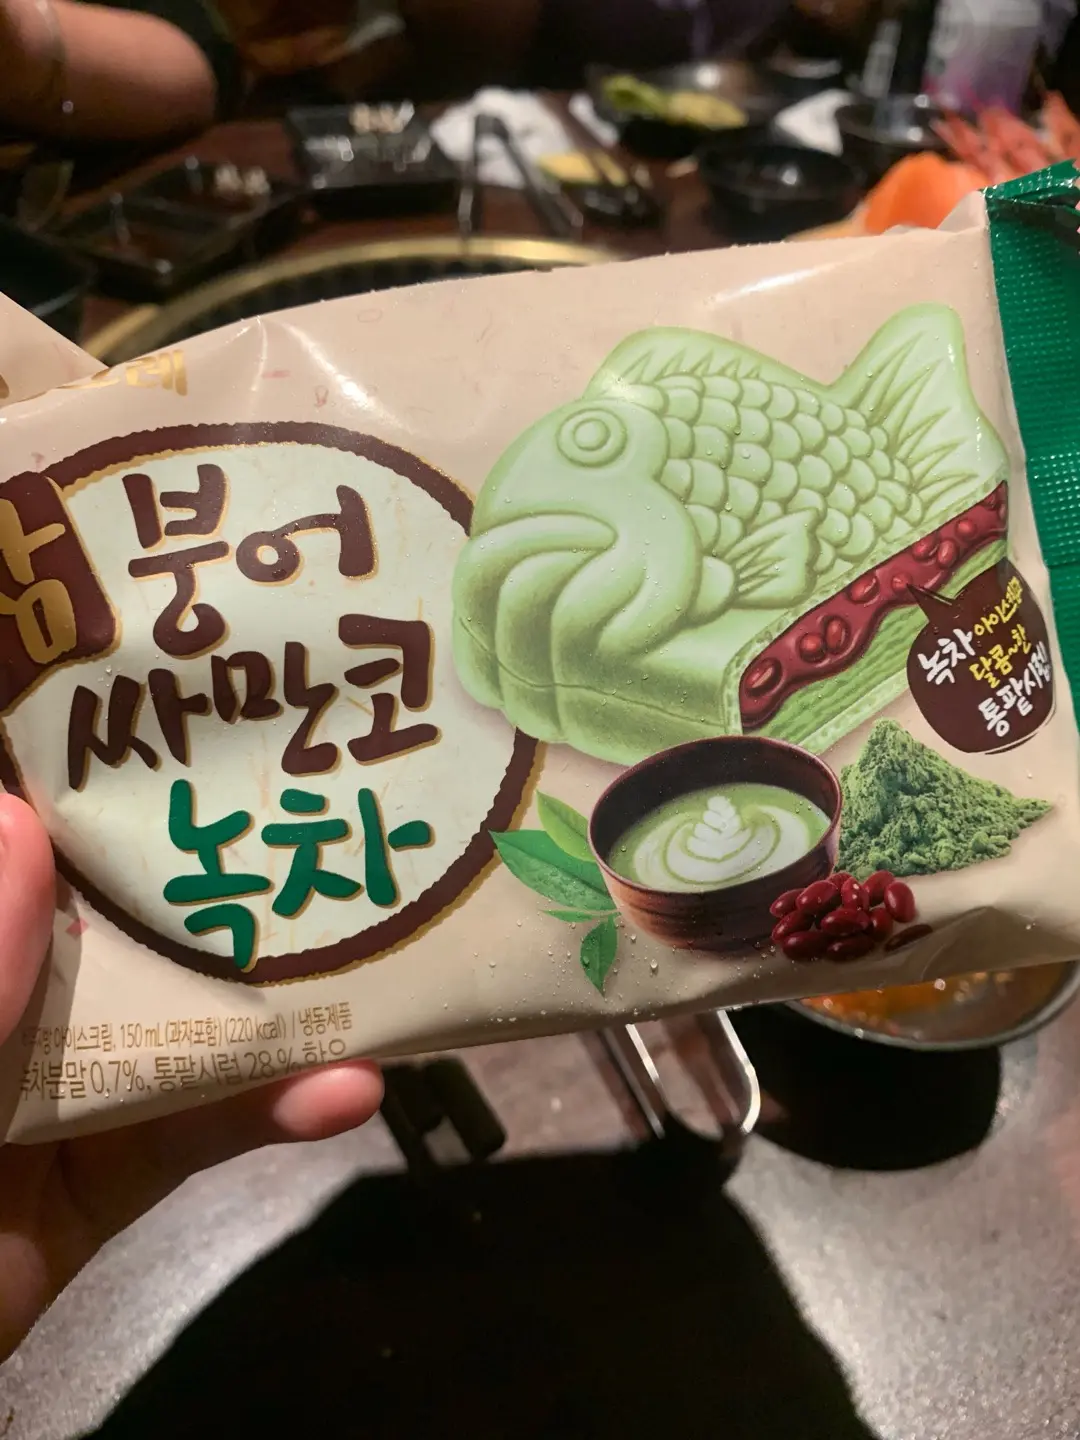 레
참
붕어
싸만코
녹차
녹차 아이스크림
달콤~한
통팥시럽
아이스크림, 150 mL (과자포함) (220 kcal) | 냉동제품
녹차분말 0.7%, 통팥시럽 28 % 함유